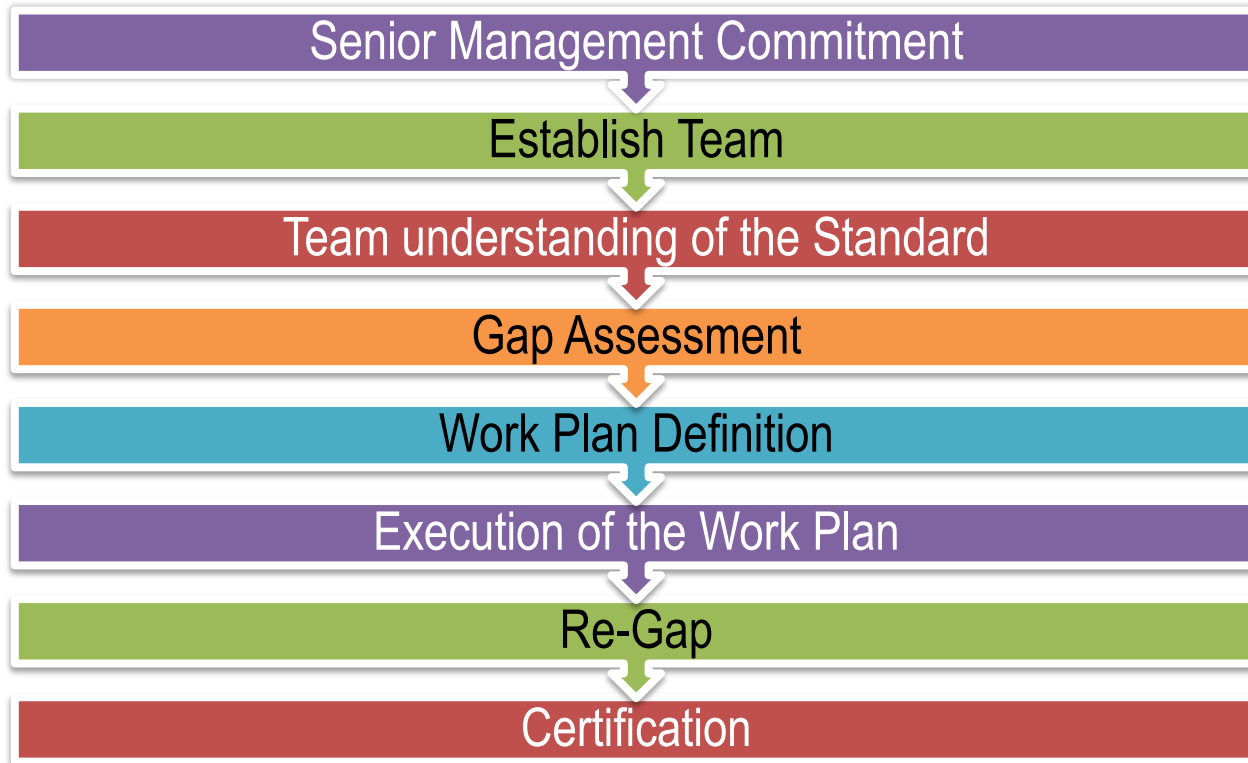 Senior Management Commitment
Establish Team
Team understanding of the Standard
Gap Assessment
Work Plan Definition
Execution of the Work Plan
Re-Gap
Certification